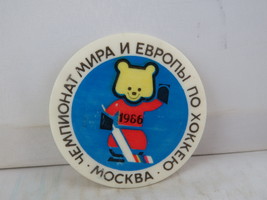 ЧЕМПИОНАТ МИРА И ЕВРОПЫ ПО ХОККЕЮ
1986
· МОСКВА ·